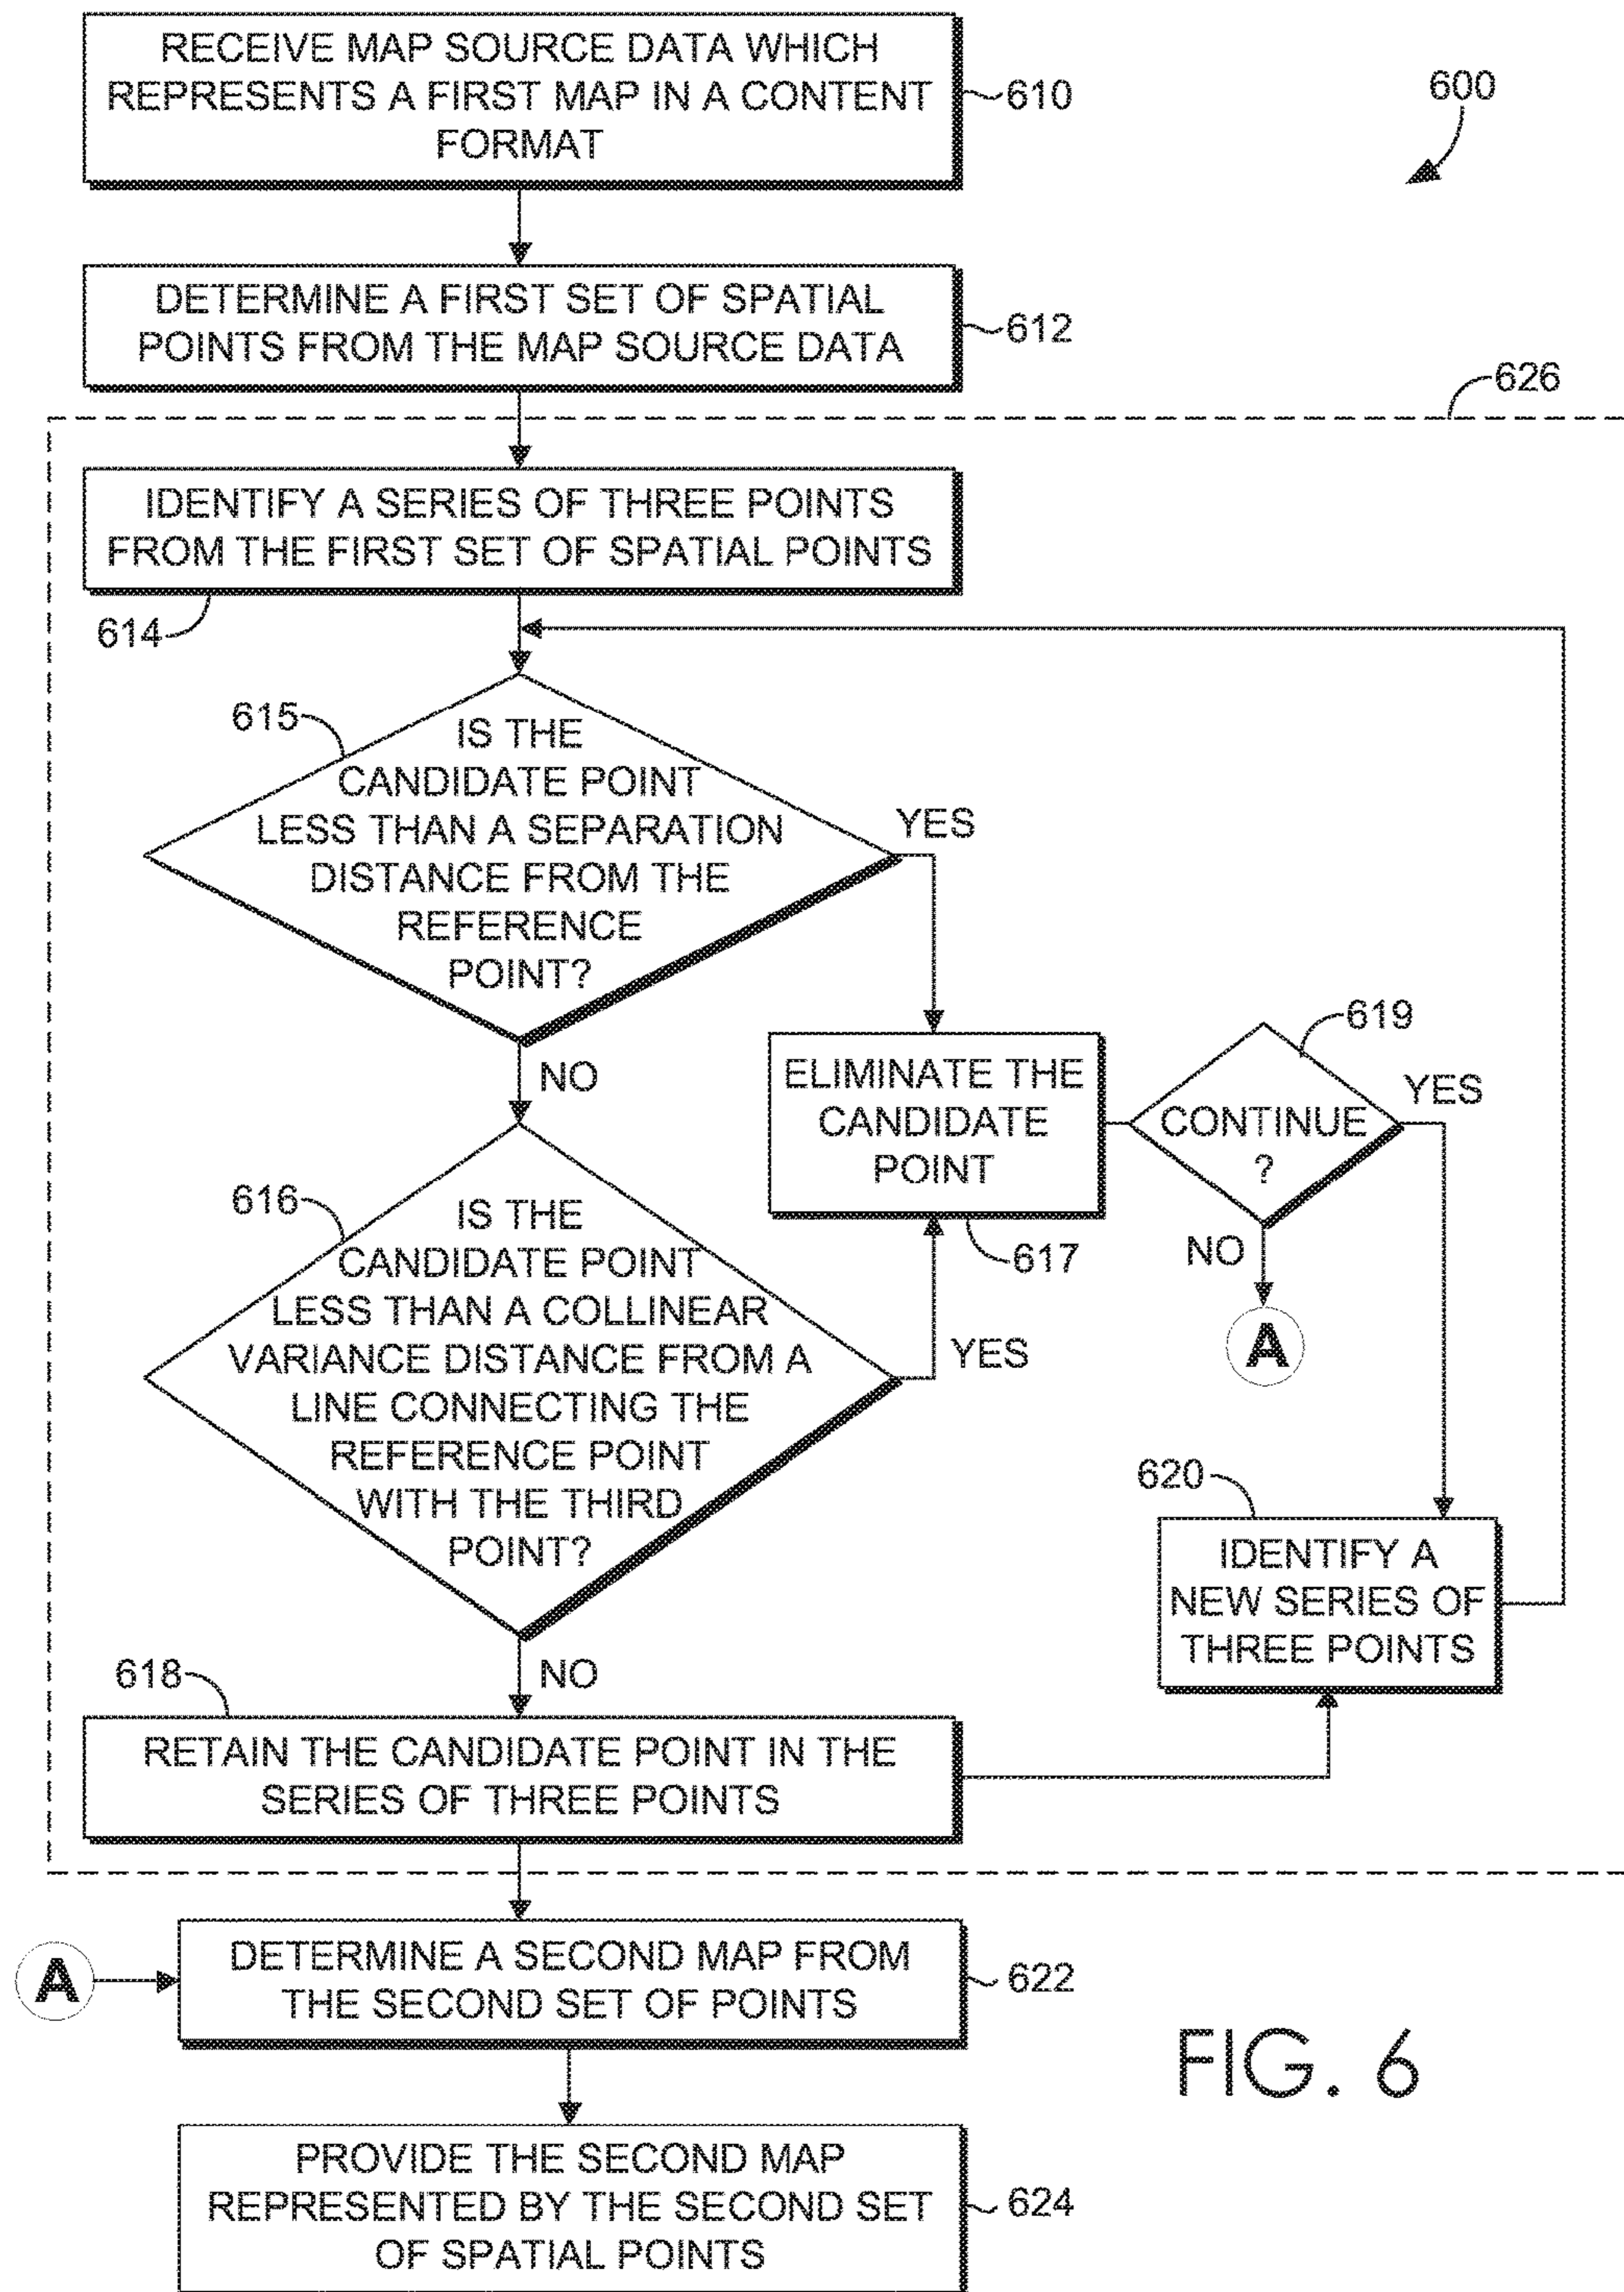 RECEIVE MAP SOURCE DATA WHICH
REPRESENTS A FIRST MAP IN A CONTENT
FORMAT
610
600
DETERMINE A FIRST SET OF SPATIAL
POINTS FROM THE MAP SOURCE DATA
612
626
IDENTIFY A SERIES OF THREE POINTS
FROM THE FIRST SET OF SPATIAL POINTS
614
615
IS THE
CANDIDATE POINT
LESS THAN A SEPARATION
DISTANCE FROM THE
REFERENCE
POINT?
YES
NO
ELIMINATE THE
CANDIDATE
POINT
617
619
CONTINUE
?
YES
NO
A
616
IS THE
CANDIDATE POINT
LESS THAN A COLLINEAR
VARIANCE DISTANCE FROM A
LINE CONNECTING THE
REFERENCE POINT
WITH THE THIRD
POINT?
YES
NO
620
IDENTIFY A
NEW SERIES OF
THREE POINTS
618
RETAIN THE CANDIDATE POINT IN THE
SERIES OF THREE POINTS
A
DETERMINE A SECOND MAP FROM
THE SECOND SET OF POINTS
622
PROVIDE THE SECOND MAP
REPRESENTED BY THE SECOND SET
OF SPATIAL POINTS
624
FIG. 6